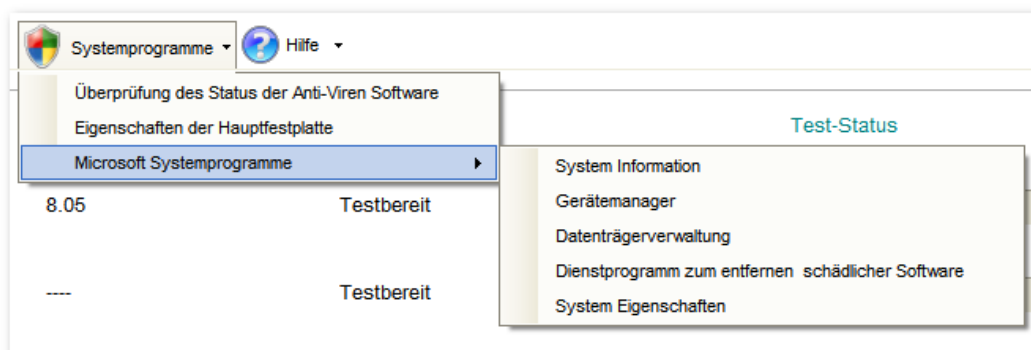 Systemprogramme Hilfe
Überprüfung des Status der Anti-Viren Software
Eigenschaften der Hauptfestplatte
Test-Status
Microsoft Systemprogramme
System Information
8.05 Testbereit
Gerätemanager
Datenträgerverwaltung
Dienstprogramm zum entfernen schädlicher Software
---- Testbereit
System Eigenschaften